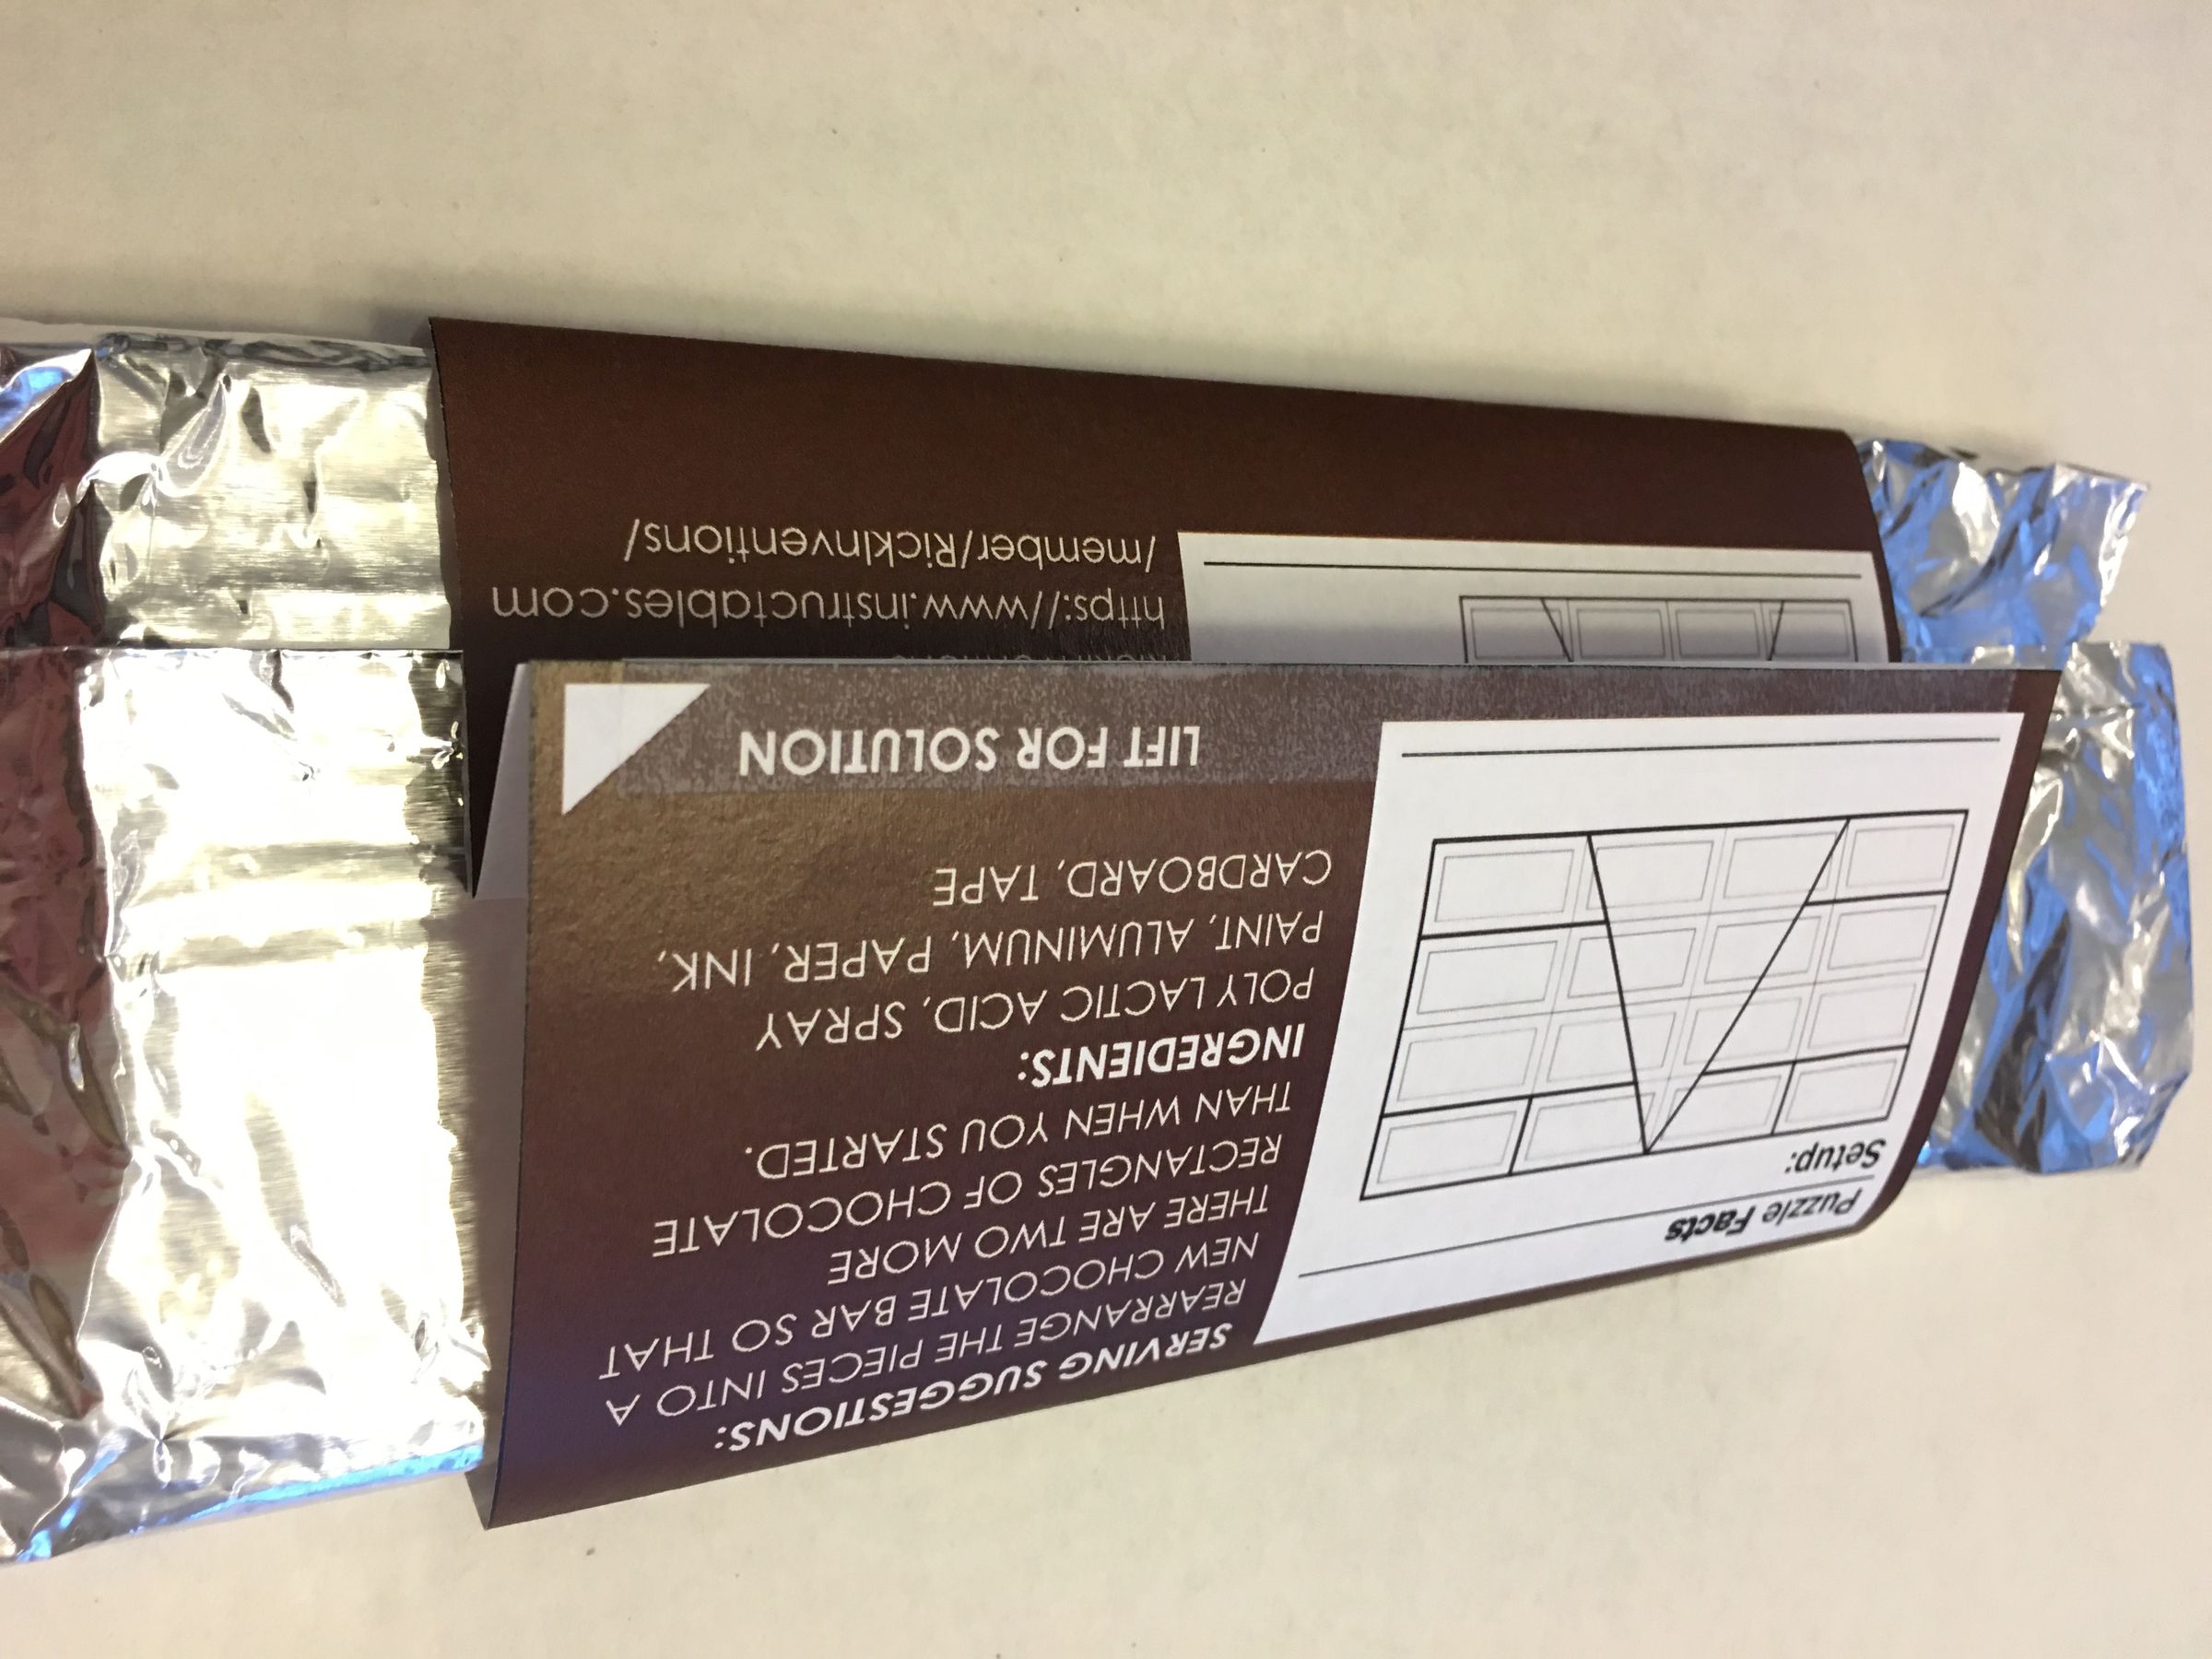 Puzzle Facts
Setup:
SERVING SUGGESTIONS:
REARRANGE THE PIECES INTO A
NEW CHOCOLATE BAR SO THAT
THERE ARE TWO MORE
RECTANGLES OF CHOCOLATE
THAN WHEN YOU STARTED.
INGREDIENTS:
POLY LACTIC ACID, SPRAY
PAINT, ALUMINUM, PAPER, INK,
CARDBOARD, TAPE
LIFT FOR SOLUTION
https://www.instructables.com
/member/RickInventions/